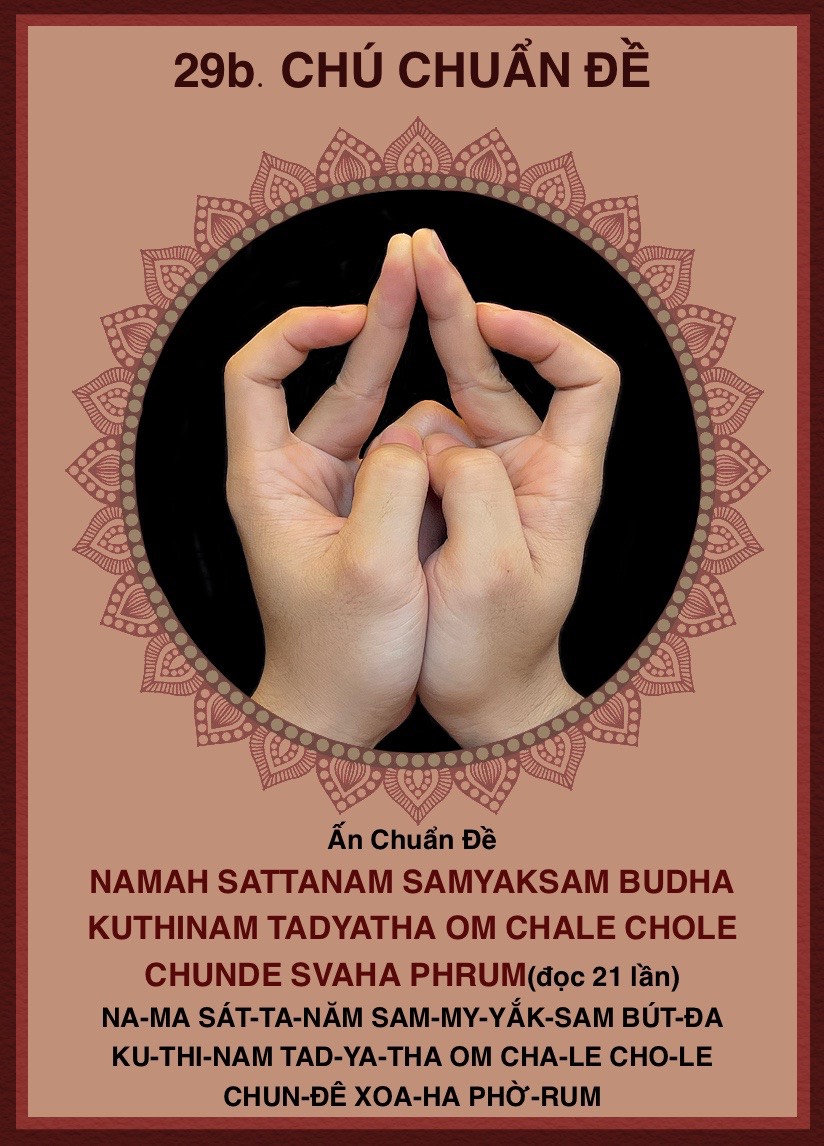 29b. CHÚ CHUẨN ĐỀ
Ấn Chuẩn Đề
NAMAH SATTANAM SAMYAKSAM BUDHA
KUTHINAM TADYATHA OM CHALE CHOLE
CHUNDE SVAHA PHRUM(đọc 21 lần)
NA-MA SÁT-TA-NĂM SAM-MY-YẮK-SAM BÚT-ĐA
KU-THI-NAM TAD-YA-THA OM CHA-LE CHO-LE
CHUN-ĐÊ XOA-HA PHỜ-RUM